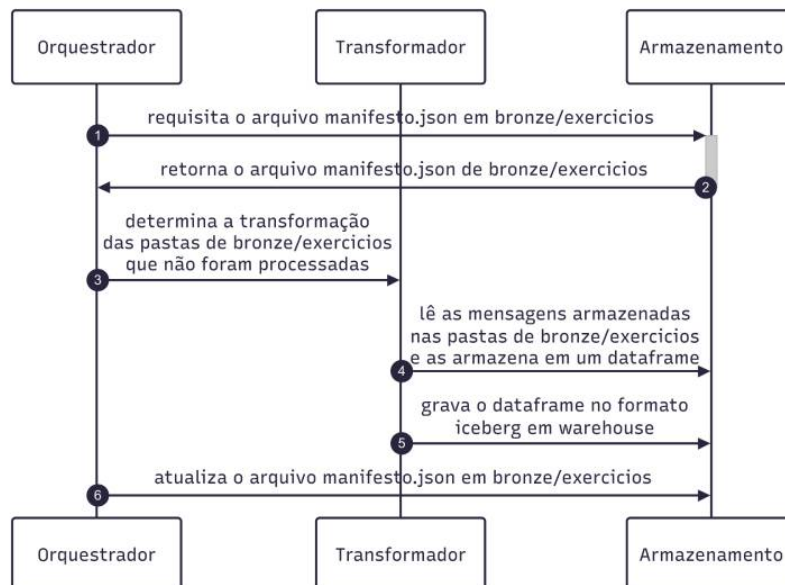 Orquestrador
Transformador
Armazenamento
requisita o arquivo manifesto.json em bronze/exercicios
1
retorna o arquivo manifesto.json de bronze/exercicios
2
determina a transformação
das pastas de bronze/exercicios
que não foram processadas
3
lê as mensagens armazenadas
nas pastas de bronze/exercicios
e as armazena em um dataframe
4
grava o dataframe no formato
iceberg em warehouse
5
atualiza o arquivo manifesto.json em bronze/exercicios
6
Orquestrador
Transformador
Armazenamento